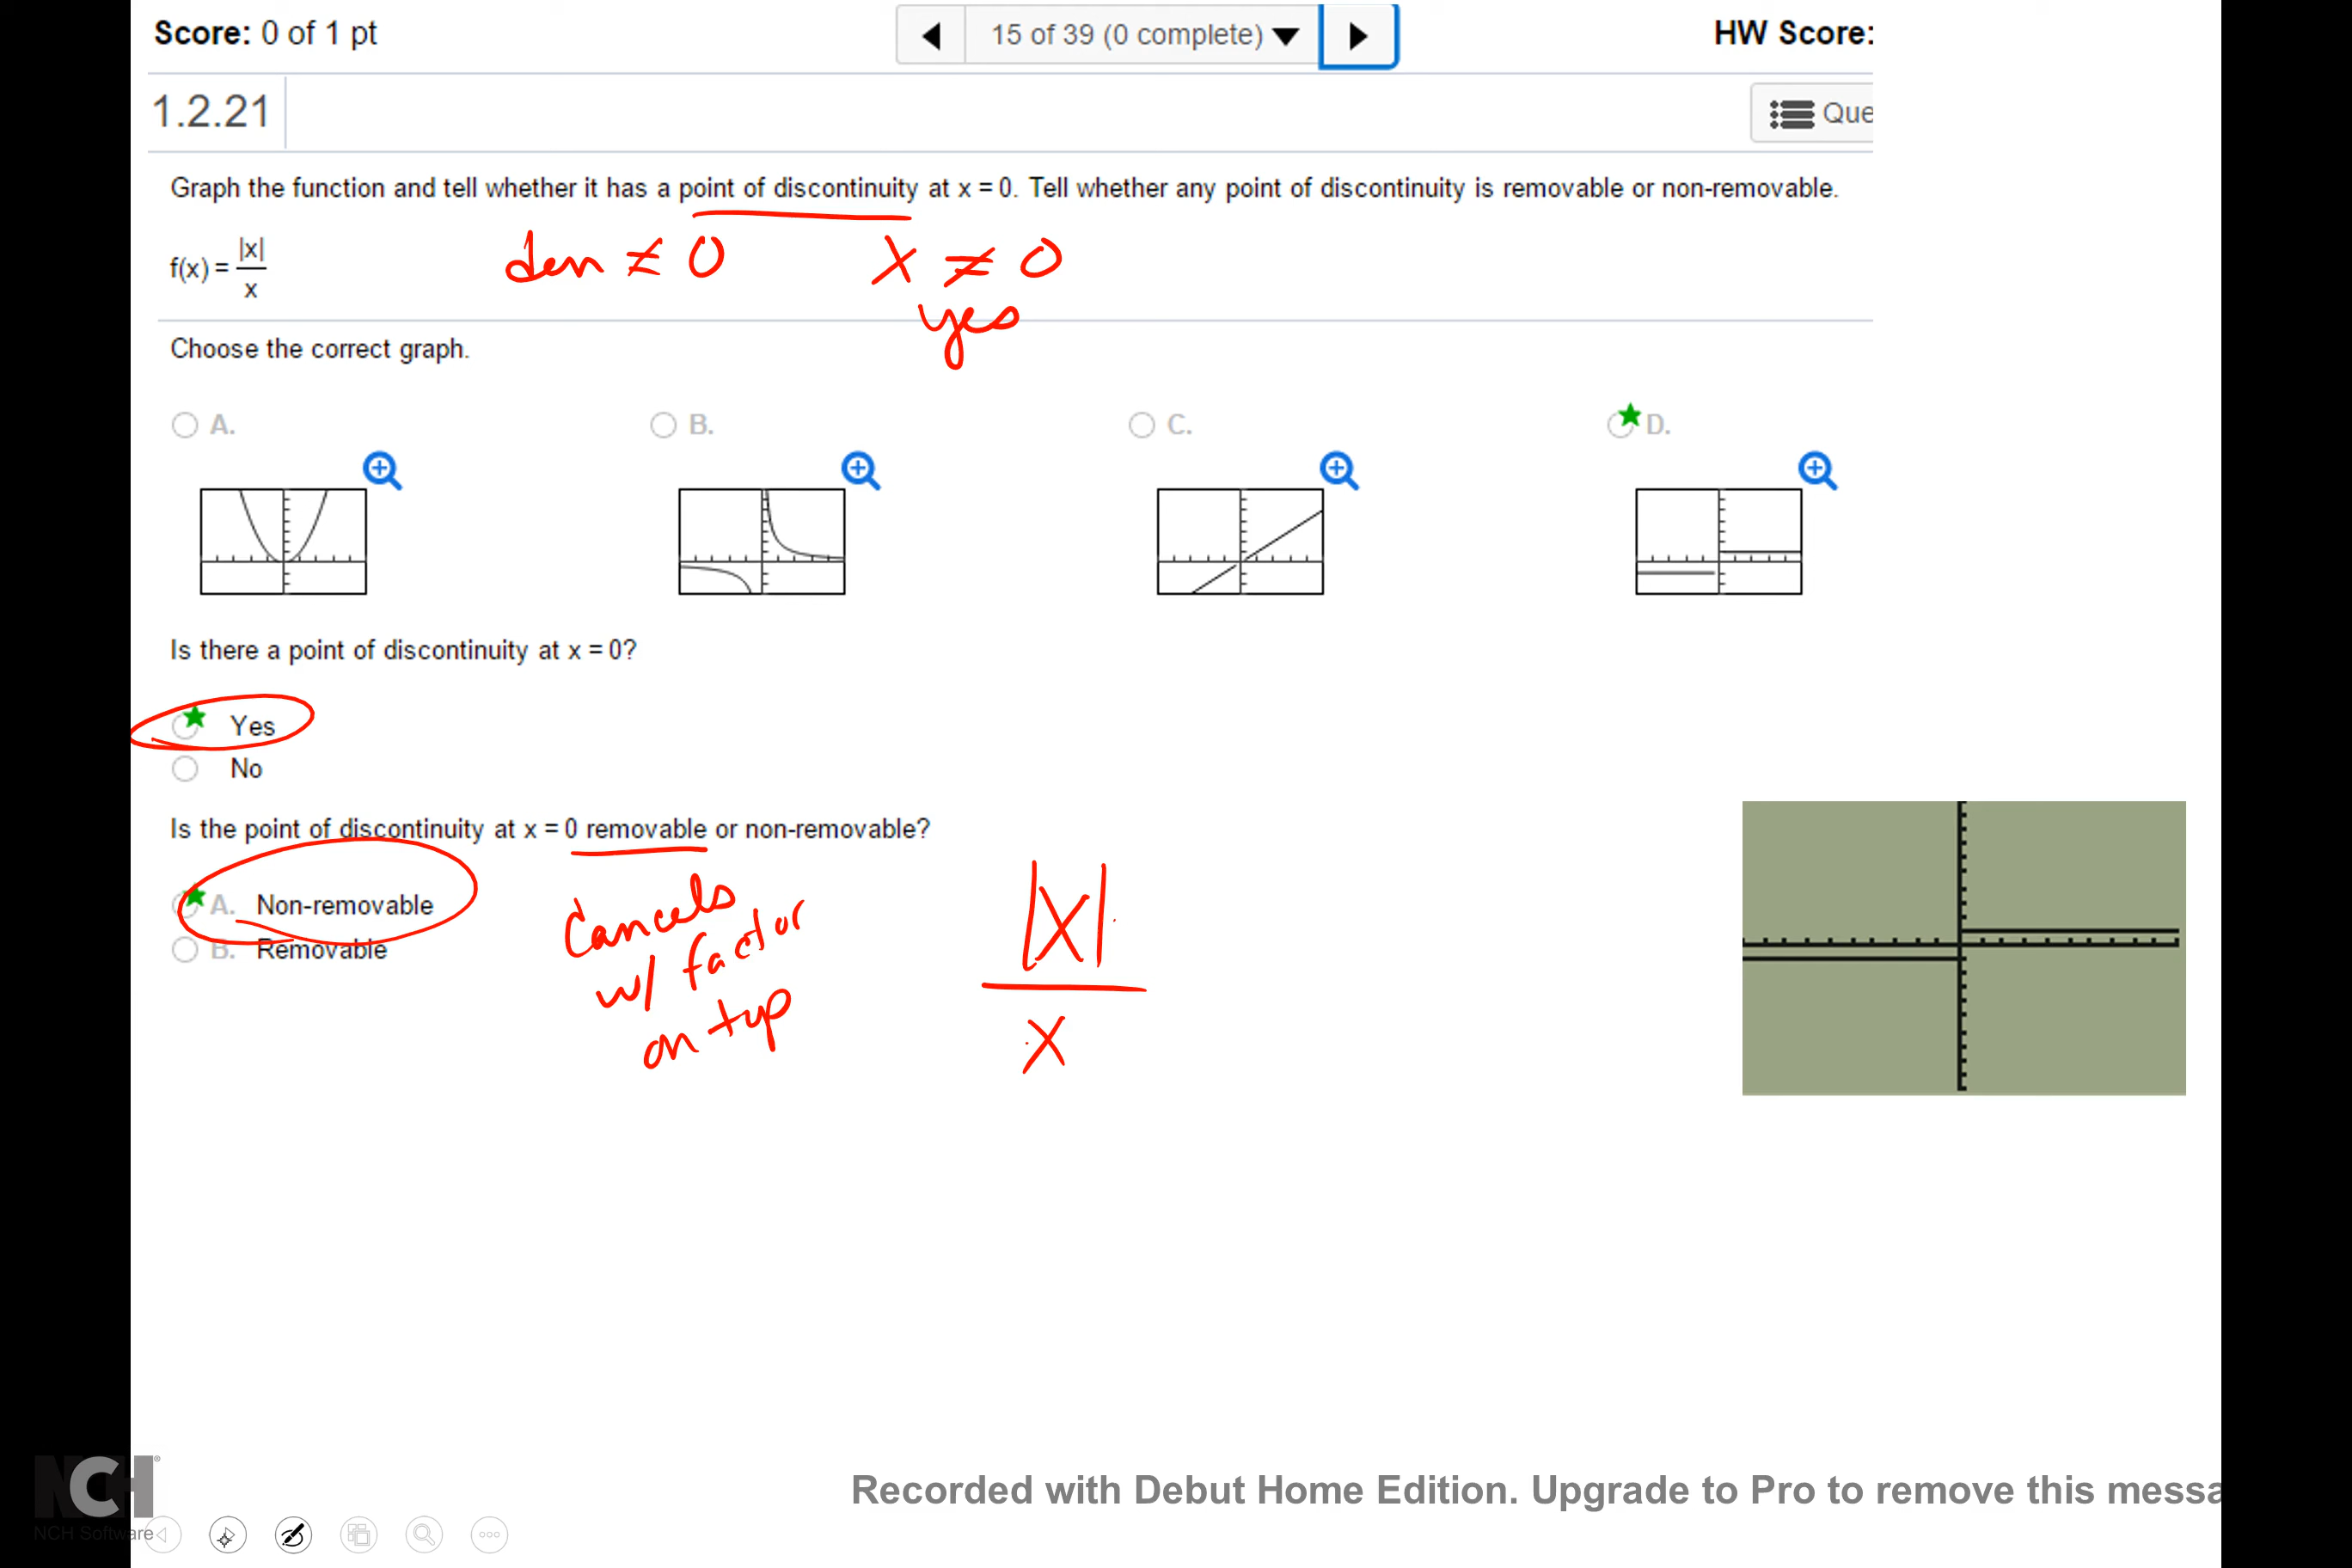 Score: 0 of 1 pt
15 of 39 (0 complete)
HW Score:
1.2.21
Que
Graph the function and tell whether it has a point of discontinuity at x = 0. Tell whether any point of discontinuity is removable or non-removable.
f(x) = |x| / x
den ≠ 0 x ≠ 0
yes
Choose the correct graph.
A. B. C. D.
Is there a point of discontinuity at x = 0?
Yes
No
Is the point of discontinuity at x = 0 removable or non-removable?
A. Non-removable
B. Removable
Cancels
w/ factor
on top
|x|
x
NCH®
NCH Software
Recorded with Debut Home Edition. Upgrade to Pro to remove this messa